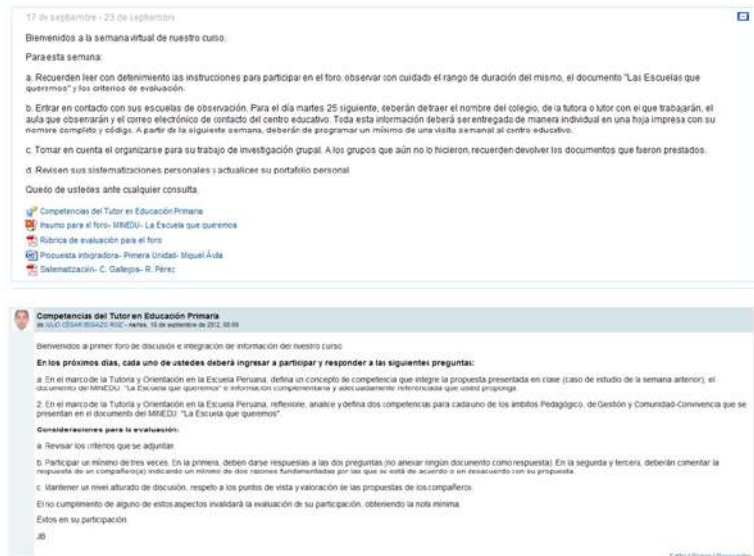 17 de septiembre - 23 de septiembre
Bienvenidos a la semana virtual de nuestro curso.
Para esta semana:
a. Recuerden leer con detenimiento las instrucciones para participar en el foro, observar con cuidado el rango de duración del mismo, el documento "Las Escuelas que
queremos" y los criterios de evaluación.
b. Entrar en contacto con sus escuelas de observación. Para el día martes 25 siguiente, deberán de traer el nombre del colegio, de la tutora o tutor con el que trabajarán, el
aula que observarán y el correo electrónico de contacto del centro educativo. Toda esta información deberá ser entregada de manera individual en una hoja impresa con su
nombre completo y código. A partir de la siguiente semana, deberán de programar un mínimo de una visita semanal al centro educativo.
c. Tomar en cuenta el organizarse para su trabajo de investigación grupal. A los grupos que aún no lo hicieron, recuerden devolver los documentos que fueron prestados.
d. Revisen sus sistematizaciones personales y actualicen su portafolio personal.
Quedo de ustedes ante cualquier consulta.
Competencias del Tutor en Educación Primaria
Insumo para el foro- MINEDU- La Escuela que queremos
Rúbrica de evaluación para el foro
Propuesta integradora- Primera Unidad- Miguel Ávila
Sistematización- C. Gallegos- R. Pérez
Competencias del Tutor en Educación Primaria
de JULIO CÉSAR - martes, 18 de septiembre de 2012,
Bienvenidos al primer foro de discusión e integración de información del nuestro curso
En los próximos días, cada uno de ustedes deberá ingresar a participar y responder a las siguientes preguntas:
a. En el marco de la Tutoría y Orientación en la Escuela Peruana, defina un concepto de competencia que integre la propuesta presentada en clase (caso de estudio de la semana anterior), el
documento del MINEDU: "La Escuela que queremos" e información complementaria y adecuadamente referenciada que usted proponga.
2. En el marco de la Tutoría y Orientación en la Escuela Peruana, reflexione, analice y defina dos competencias para cada uno de los ámbitos Pedagógico, de Gestión y Comunidad-Convivencia que se
presentan en el documento del MINEDU: "La Escuela que queremos".
Consideraciones para la evaluación:
a. Revisar los criterios que se adjuntan.
b. Participar un mínimo de tres veces. En la primera, deben darse respuestas a las dos preguntas (no anexar ningún documento como respuesta). En la segunda y tercera, deberán comentar la
respuesta de un compañero(a) indicando un mínimo de dos razones fundamentadas por las que se está de acuerdo o en desacuerdo con su propuesta.
c. Mantener un nivel alturado de discusión, respeto a los puntos de vista y valoración de las propuestas de los compañeros.
El no cumplimiento de alguno de estos aspectos invalidará la evaluación de su participación, obteniendo la nota mínima.
Éxitos en su participación.
JB